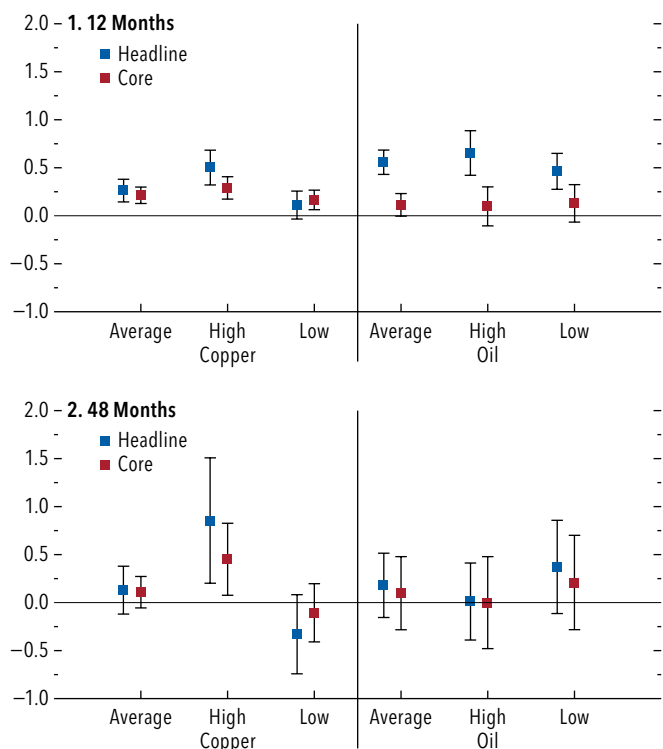 2.0
1. 12 Months
Headline
1.5
Core
1.0
0.5
0.0
−0.5
−1.0
Average
High
Low
Average
High
Low
Copper
Oil
2.0
2. 48 Months
Headline
1.5
Core
1.0
0.5
0.0
−0.5
−1.0
Average
High
Low
Average
High
Low
Copper
Oil